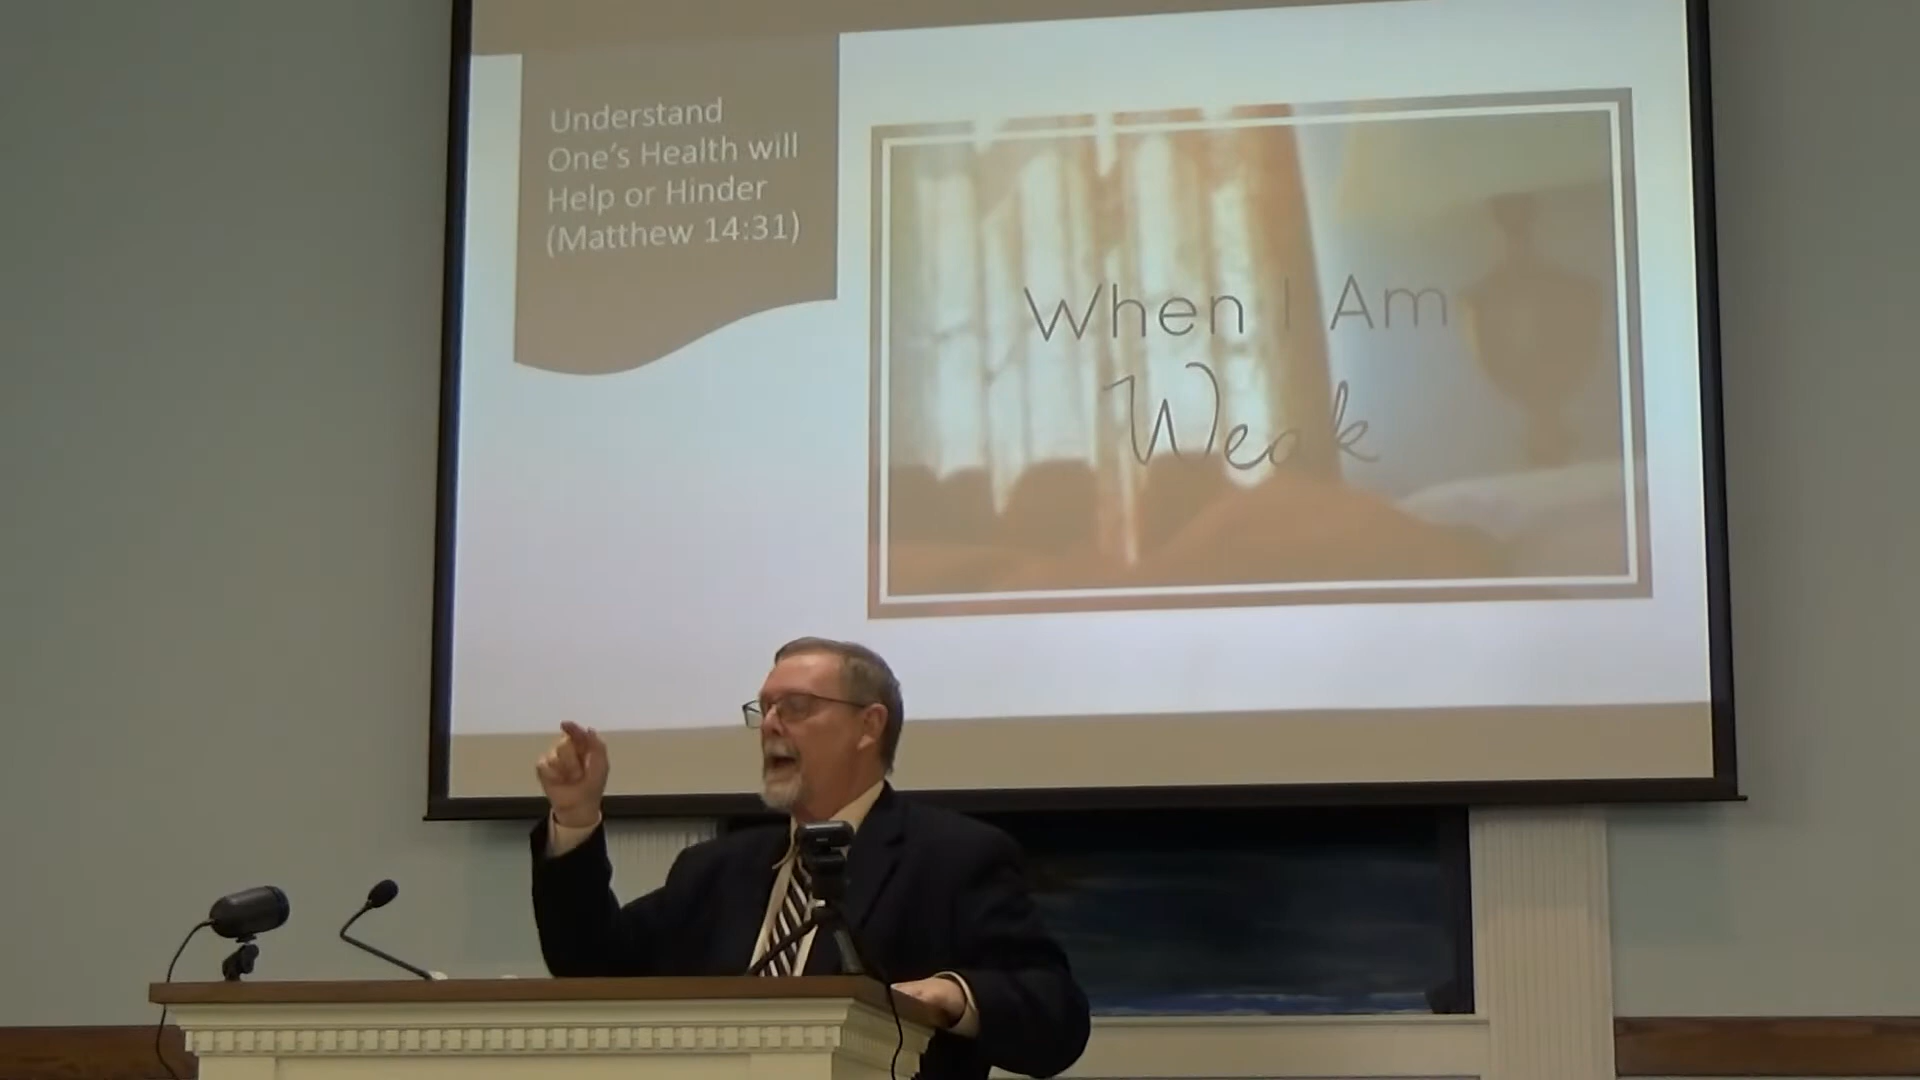 Understand
One's Health will
Help or Hinder
(Matthew 14:31)
When I Am
Weak